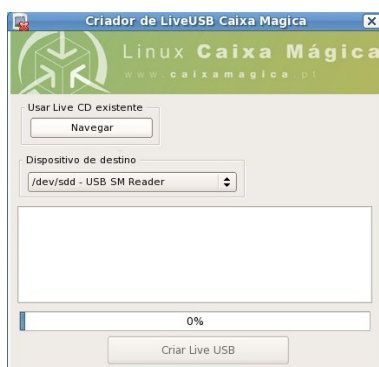 Criador de LiveUSB Caixa Magica
Linux Caixa Mágica
www.caixamagica.pt
Usar Live CD existente
Navegar
Dispositivo de destino
/dev/sdd - USB SM Reader
0%
Criar Live USB